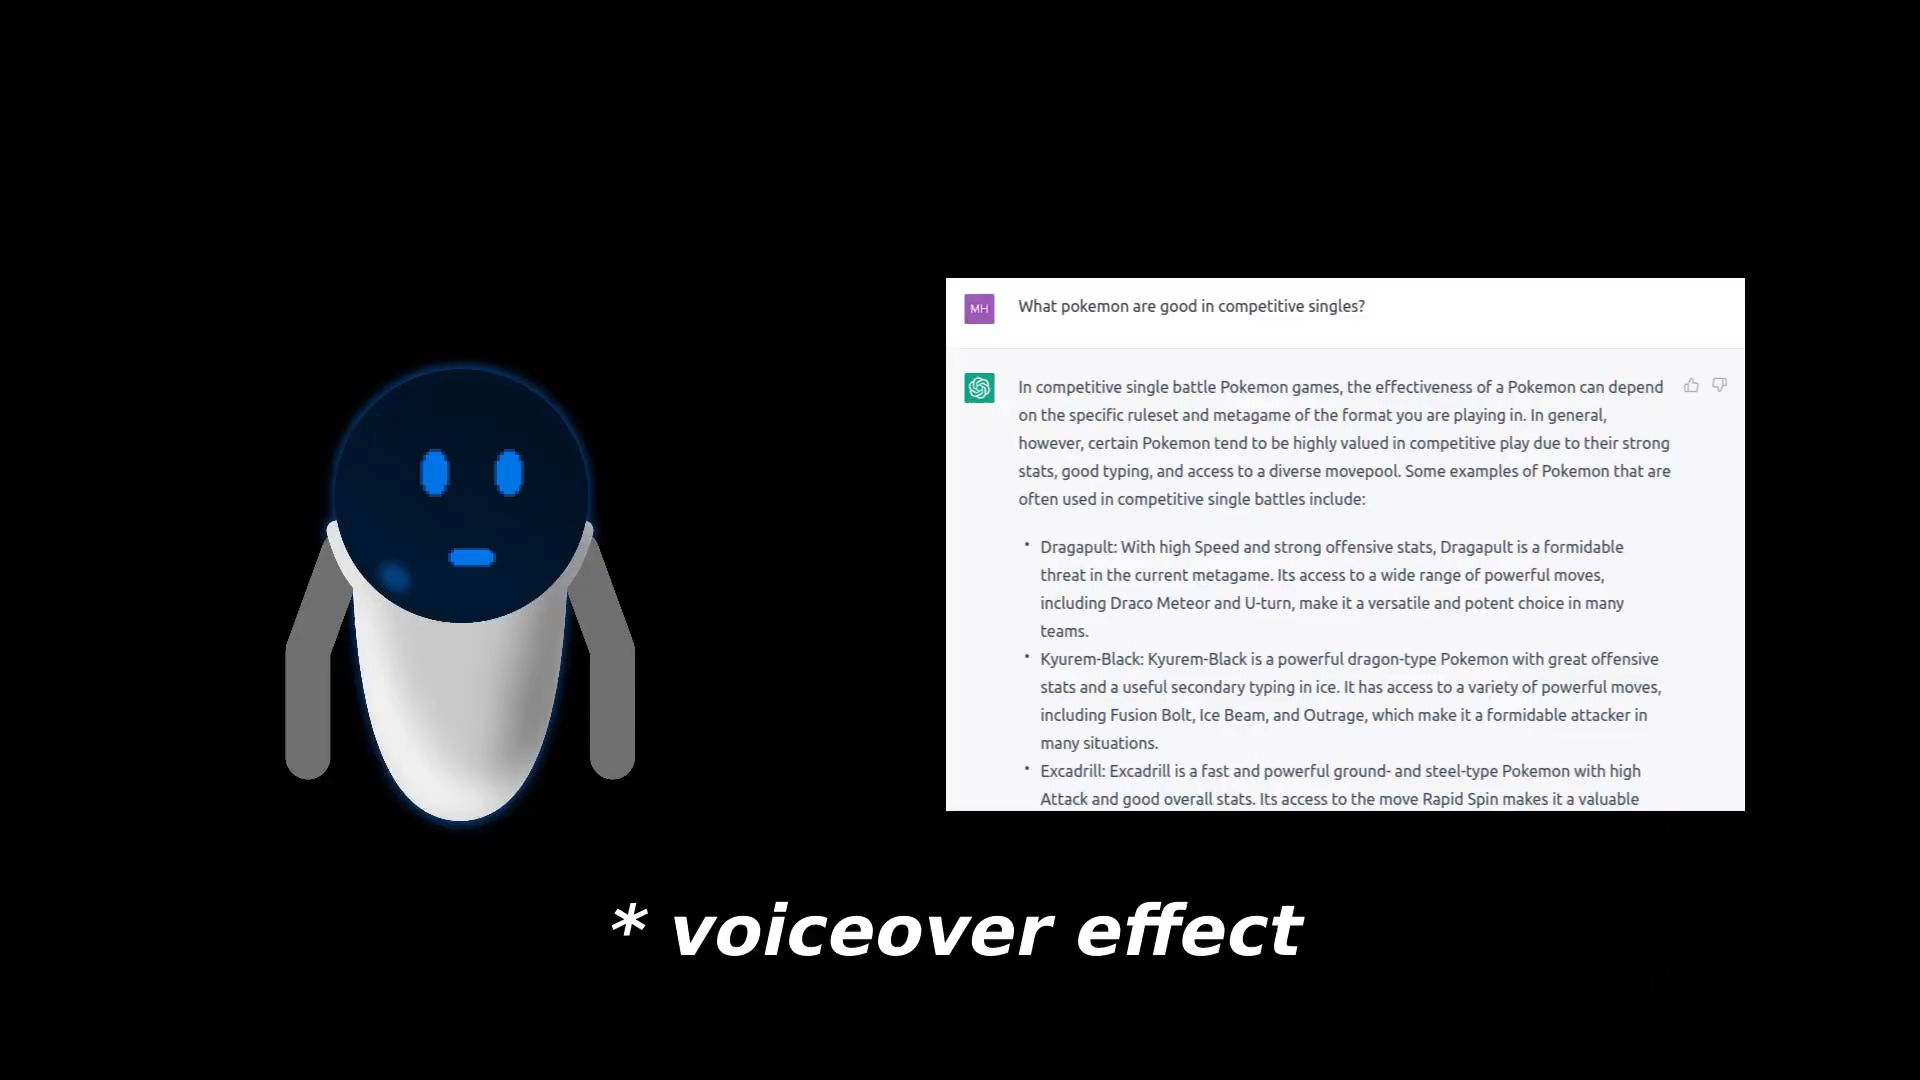 MH
What pokemon are good in competitive singles?
In competitive single battle Pokemon games, the effectiveness of a Pokemon can depend
on the specific ruleset and metagame of the format you are playing in. In general,
however, certain Pokemon tend to be highly valued in competitive play due to their strong
stats, good typing, and access to a diverse movepool. Some examples of Pokemon that are
often used in competitive single battles include:
• Dragapult: With high Speed and strong offensive stats, Dragapult is a formidable
threat in the current metagame. Its access to a wide range of powerful moves,
including Draco Meteor and U-turn, make it a versatile and potent choice in many
teams.
• Kyurem-Black: Kyurem-Black is a powerful dragon-type Pokemon with great offensive
stats and a useful secondary typing in ice. It has access to a variety of powerful moves,
including Fusion Bolt, Ice Beam, and Outrage, which make it a formidable attacker in
many situations.
• Excadrill: Excadrill is a fast and powerful ground- and steel-type Pokemon with high
Attack and good overall stats. Its access to the move Rapid Spin makes it a valuable
* voiceover effect